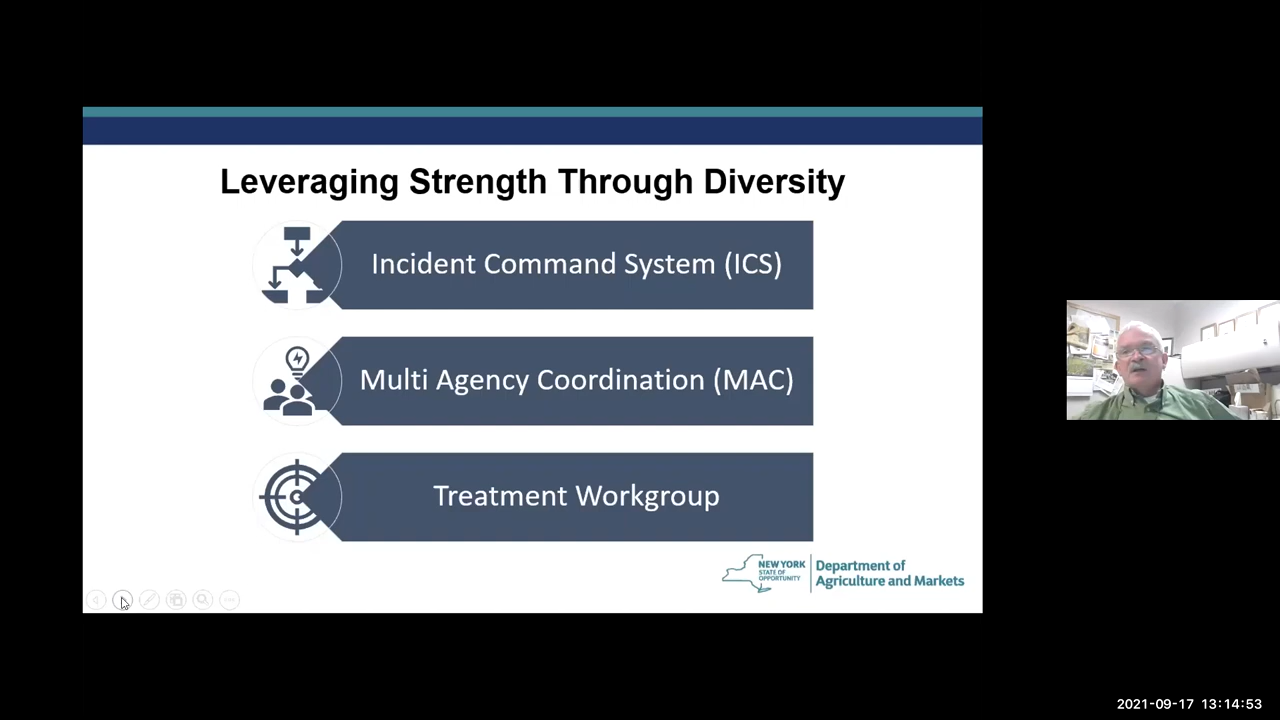 Leveraging Strength Through Diversity
Incident Command System (ICS)
Multi Agency Coordination (MAC)
Treatment Workgroup
NEW YORK
STATE OF
OPPORTUNITY
Department of
Agriculture and Markets
2021-09-17 13:14:53